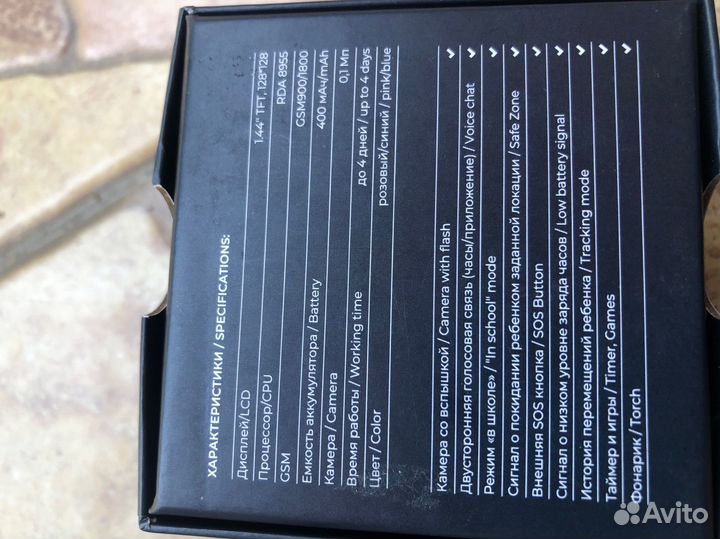 ХАРАКТЕРИСТИКИ / SPECIFICATIONS:
Дисплей/LCD 1.44" TFT, 128*128
Процессор/CPU RDA 8955
GSM GSM900/1800
Емкость аккумулятора / Battery 400 мАч/mAh
Камера / Camera 0,1 Мп
Время работы / Working time до 4 дней / up to 4 days
Цвет / Color розовый/синий / pink/blue
Камера со вспышкой / Camera with flash ✓
Двусторонняя голосовая связь (часы/приложение) / Voice chat ✓
Режим «в школе» / "In school" mode ✓
Сигнал о покидании ребенком заданной локации / Safe Zone ✓
Внешняя SOS кнопка / SOS Button ✓
Сигнал о низком уровне заряда часов / Low battery signal ✓
История перемещений ребенка / Tracking mode ✓
Таймер и игры / Timer, Games ✓
Фонарик / Torch ✓
Avito